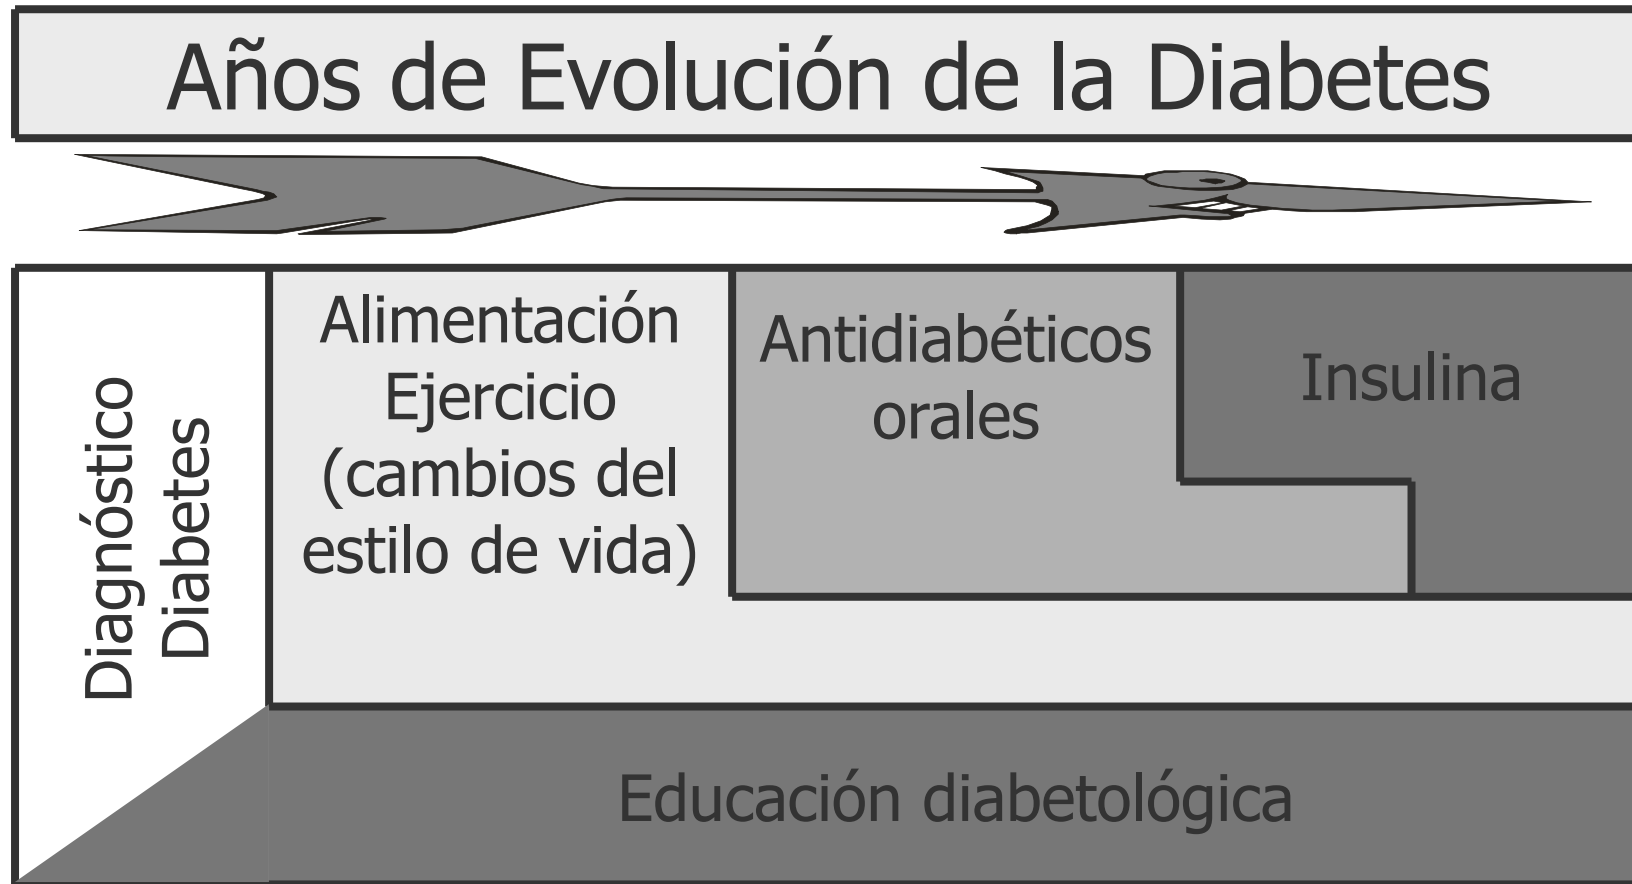 Años de Evolución de la Diabetes
Diagnóstico
Diabetes
Alimentación
Ejercicio
(cambios del
estilo de vida)
Antidiabéticos
orales
Insulina
Educación diabetológica